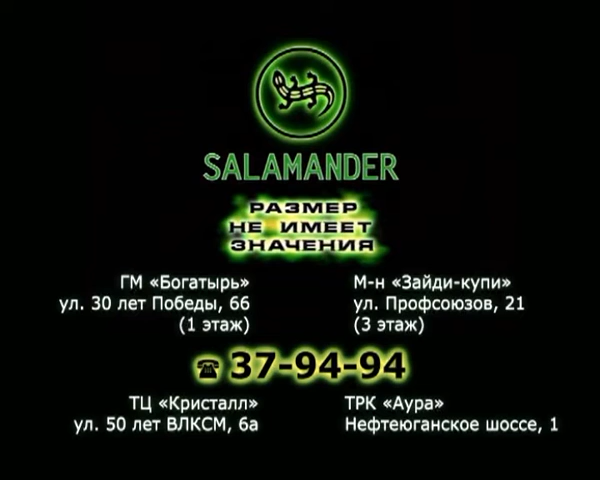 SALAMANDER
РАЗМЕР
НЕ ИМЕЕТ
ЗНАЧЕНИЯ
ГМ «Богатырь»
ул. 30 лет Победы, 66
(1 этаж)
М-н «Зайди-купи»
ул. Профсоюзов, 21
(3 этаж)
☎ 37-94-94
ТЦ «Кристалл»
ул. 50 лет ВЛКСМ, 6а
ТРК «Аура»
Нефтеюганское шоссе, 1